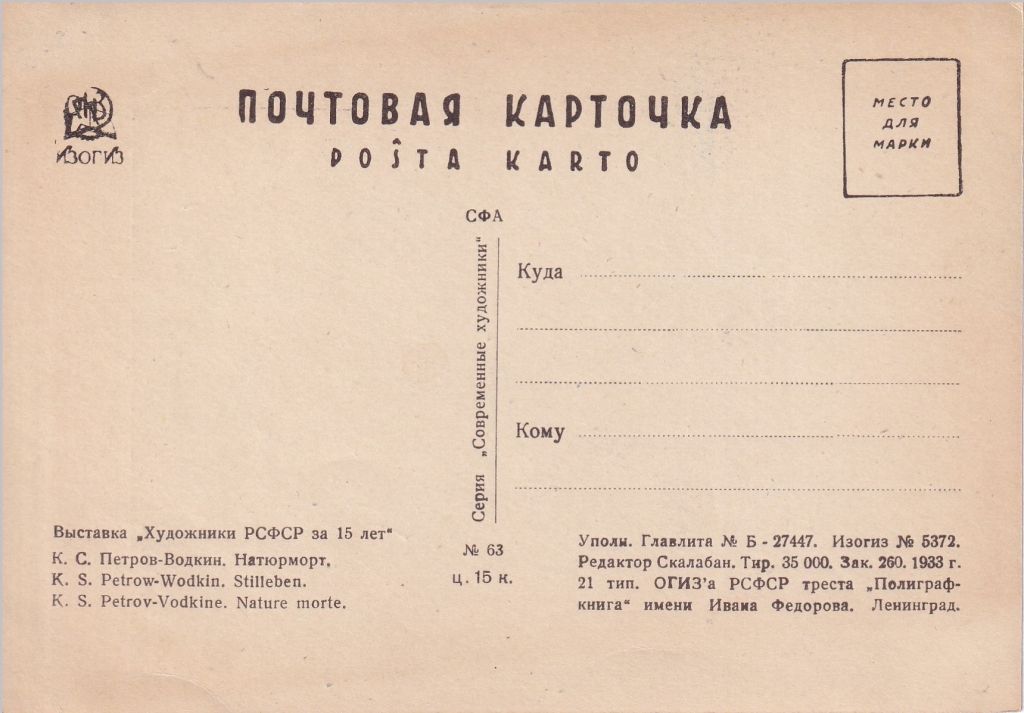 ПОЧТОВАЯ КАРТОЧКА
POŜTA KARTO
ИЗОГИЗ
МЕСТО
ДЛЯ
МАРКИ
СФА
Серия „Современные художники“
Куда
Кому
Выставка „Художники РСФСР за 15 лет“
К. С. Петров-Водкин. Натюрморт.
K. S. Petrow-Wodkin. Stilleben.
K. S. Petrov-Vodkine. Nature morte.
№ 63
ц. 15 к.
Уполн. Главлита № Б - 27447. Изогиз № 5372.
Редактор Скалабан. Тир. 35 000. Зак. 260. 1933 г.
21 тип. ОГИЗ'а РСФСР треста „Полиграф-
книга“ имени Ивана Федорова. Ленинград.